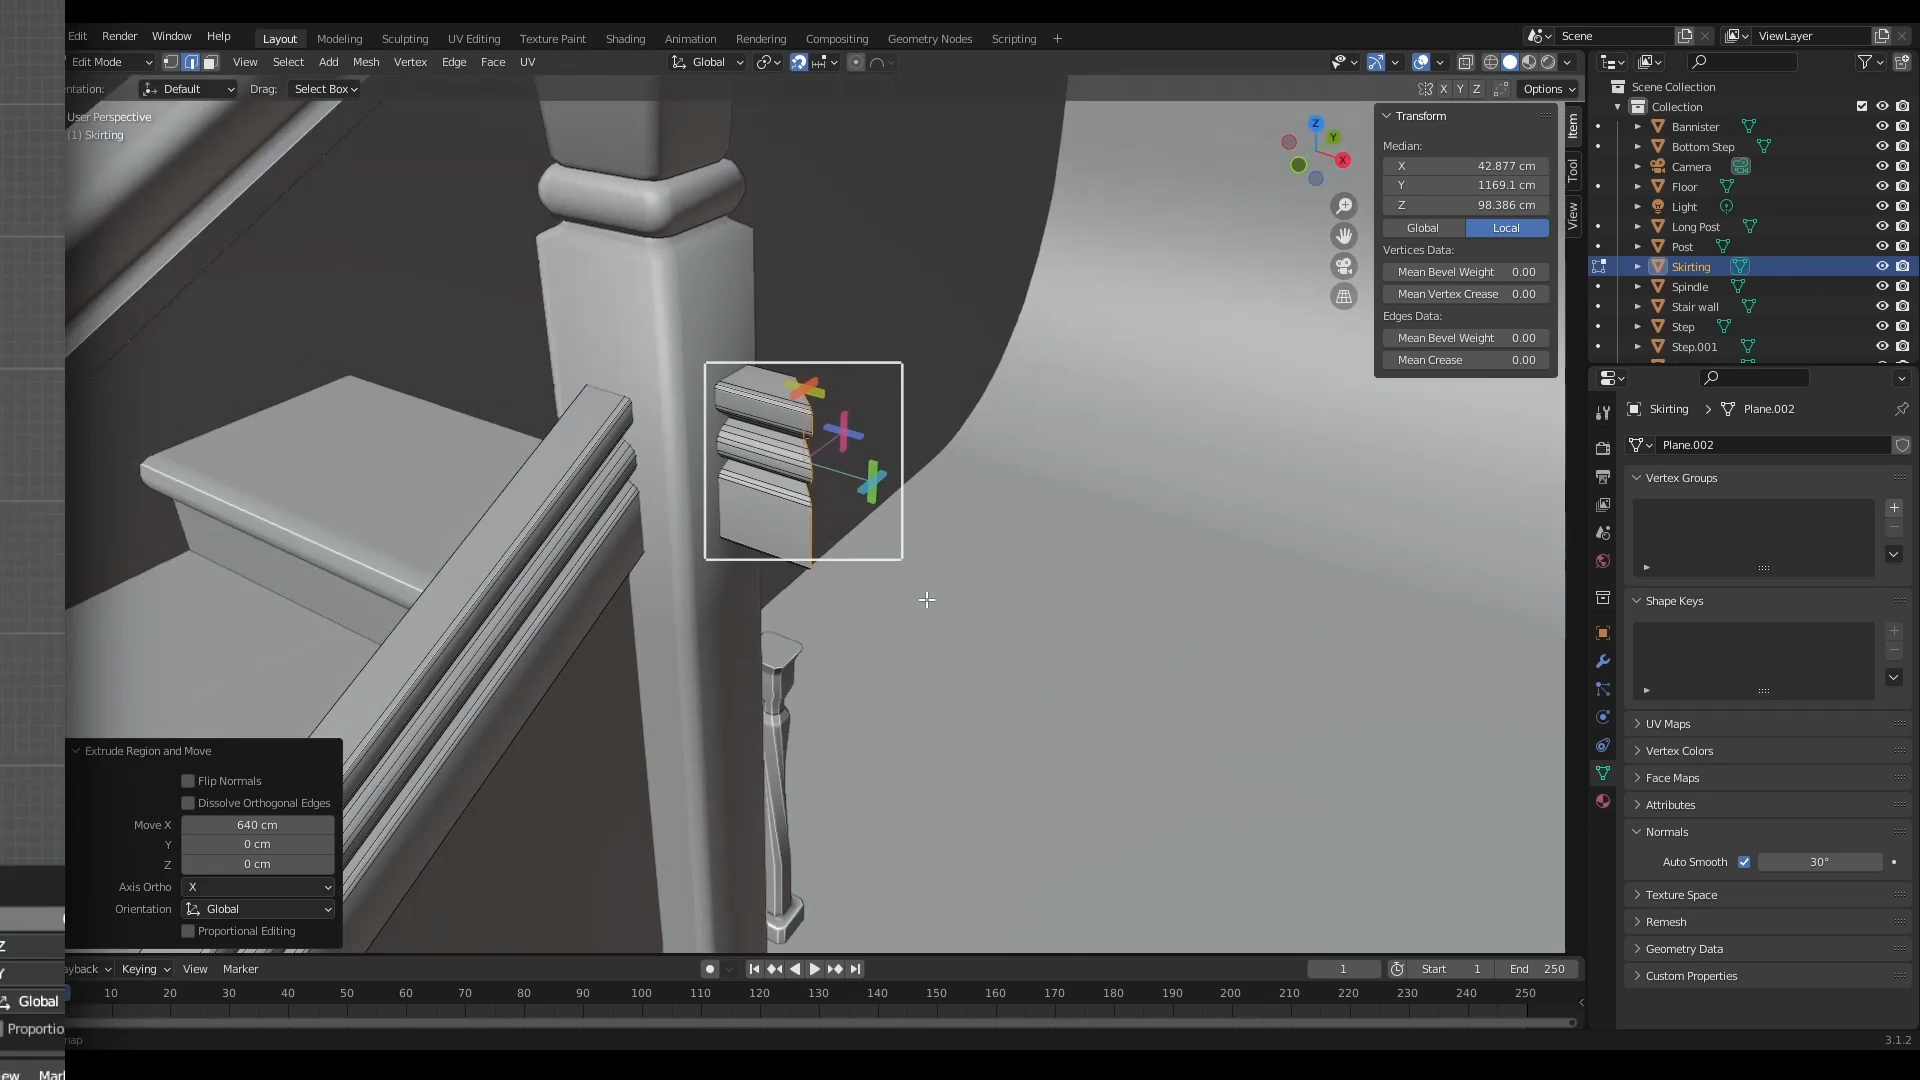 Edit Render Window Help Layout Modeling Sculpting UV Editing Texture Paint Shading Animation Rendering Compositing Geometry Nodes Scripting + Scene ViewLayer
Edit Mode View Select Add Mesh Vertex Edge Face UV Global
entation: Default Drag: Select Box X Y Z Options
User Perspective
(1) Skirting
Z
Y
X
Transform
Median:
X 42.877 cm
Y 1169.1 cm
Z 98.386 cm
Global Local
Vertices Data:
Mean Bevel Weight 0.00
Mean Vertex Crease 0.00
Edges Data:
Mean Bevel Weight 0.00
Mean Crease 0.00
Item
Tool
View
Scene Collection
Collection
Bannister
Bottom Step
Camera
Floor
Light
Long Post
Post
Skirting
Spindle
Stair wall
Step
Step.001
Skirting > Plane.002
Plane.002
Vertex Groups
Shape Keys
UV Maps
Vertex Colors
Face Maps
Attributes
Normals
Auto Smooth 30°
Texture Space
Remesh
Geometry Data
Custom Properties
Extrude Region and Move
Flip Normals
Dissolve Orthogonal Edges
Move X 640 cm
Y 0 cm
Z 0 cm
Axis Ortho X
Orientation Global
Proportional Editing
Z
Y
Global
Proportio
ew Mar
ayback Keying View Marker 1 Start 1 End 250
10 20 30 40 50 60 70 80 90 100 110 120 130 140 150 160 170 180 190 200 210 220 230 240 250
nap
3.1.2